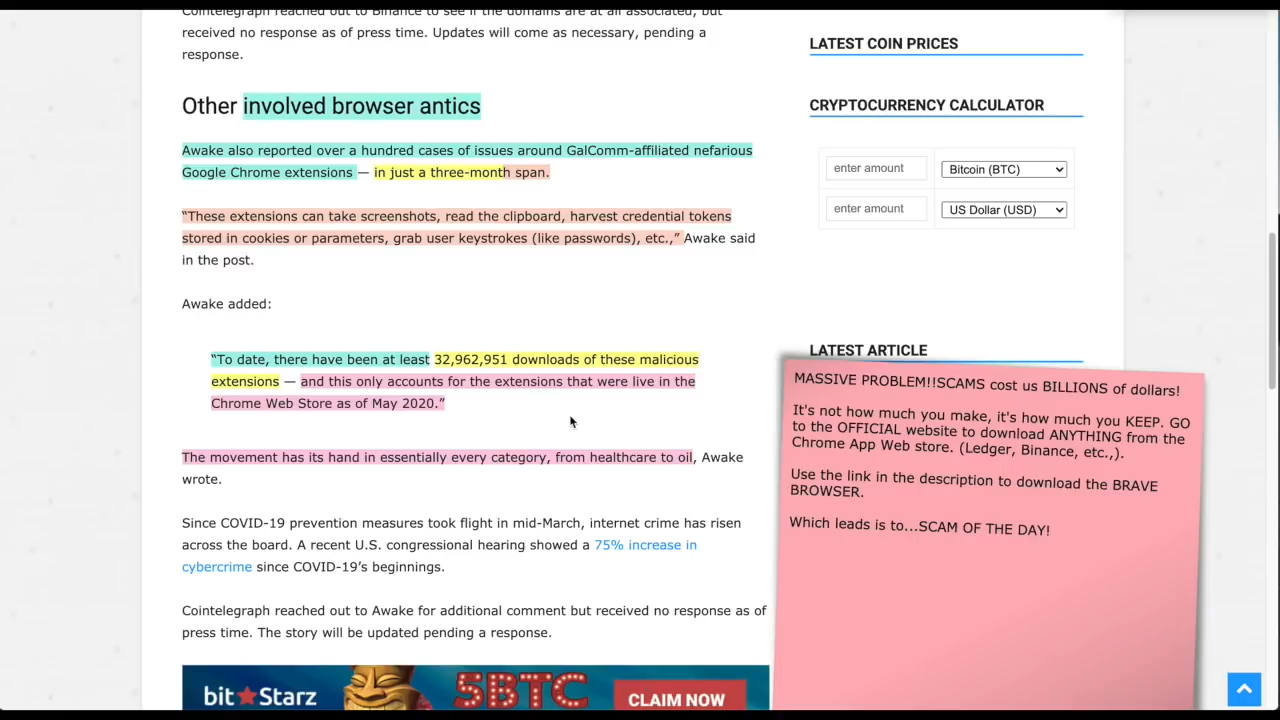 Cointelegraph reached out to Binance to see if the domains are at all associated, but
received no response as of press time. Updates will come as necessary, pending a
response.
Other involved browser antics
Awake also reported over a hundred cases of issues around GalComm-affiliated nefarious
Google Chrome extensions — in just a three-month span.
“These extensions can take screenshots, read the clipboard, harvest credential tokens
stored in cookies or parameters, grab user keystrokes (like passwords), etc.,” Awake said
in the post.
Awake added:
“To date, there have been at least 32,962,951 downloads of these malicious
extensions — and this only accounts for the extensions that were live in the
Chrome Web Store as of May 2020.”
The movement has its hand in essentially every category, from healthcare to oil, Awake
wrote.
Since COVID-19 prevention measures took flight in mid-March, internet crime has risen
across the board. A recent U.S. congressional hearing showed a 75% increase in
cybercrime since COVID-19’s beginnings.
Cointelegraph reached out to Awake for additional comment but received no response as of
press time. The story will be updated pending a response.
bitStarz
5BTC
CLAIM NOW
LATEST COIN PRICES
CRYPTOCURRENCY CALCULATOR
enter amount
Bitcoin (BTC)
enter amount
US Dollar (USD)
LATEST ARTICLE
MASSIVE PROBLEM!!SCAMS cost us BILLIONS of dollars!
It's not how much you make, it's how much you KEEP. GO
to the OFFICIAL website to download ANYTHING from the
Chrome App Web store. (Ledger, Binance, etc.,).
Use the link in the description to download the BRAVE
BROWSER.
Which leads is to...SCAM OF THE DAY!